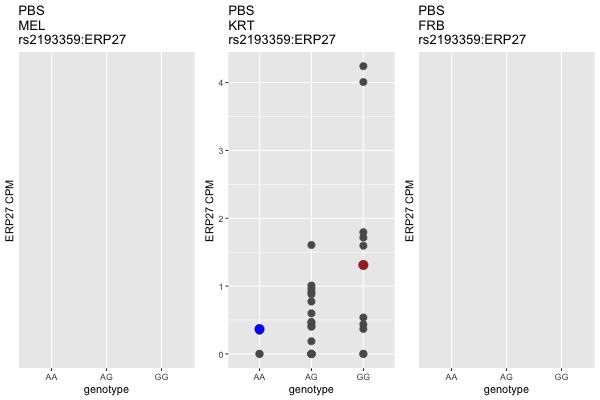 PBS
MEL
rs2193359:ERP27
ERP27 CPM
AA AG GG
genotype
PBS
KRT
rs2193359:ERP27
ERP27 CPM
4
3
2
1
0
AA AG GG
genotype
PBS
FRB
rs2193359:ERP27
ERP27 CPM
AA AG GG
genotype